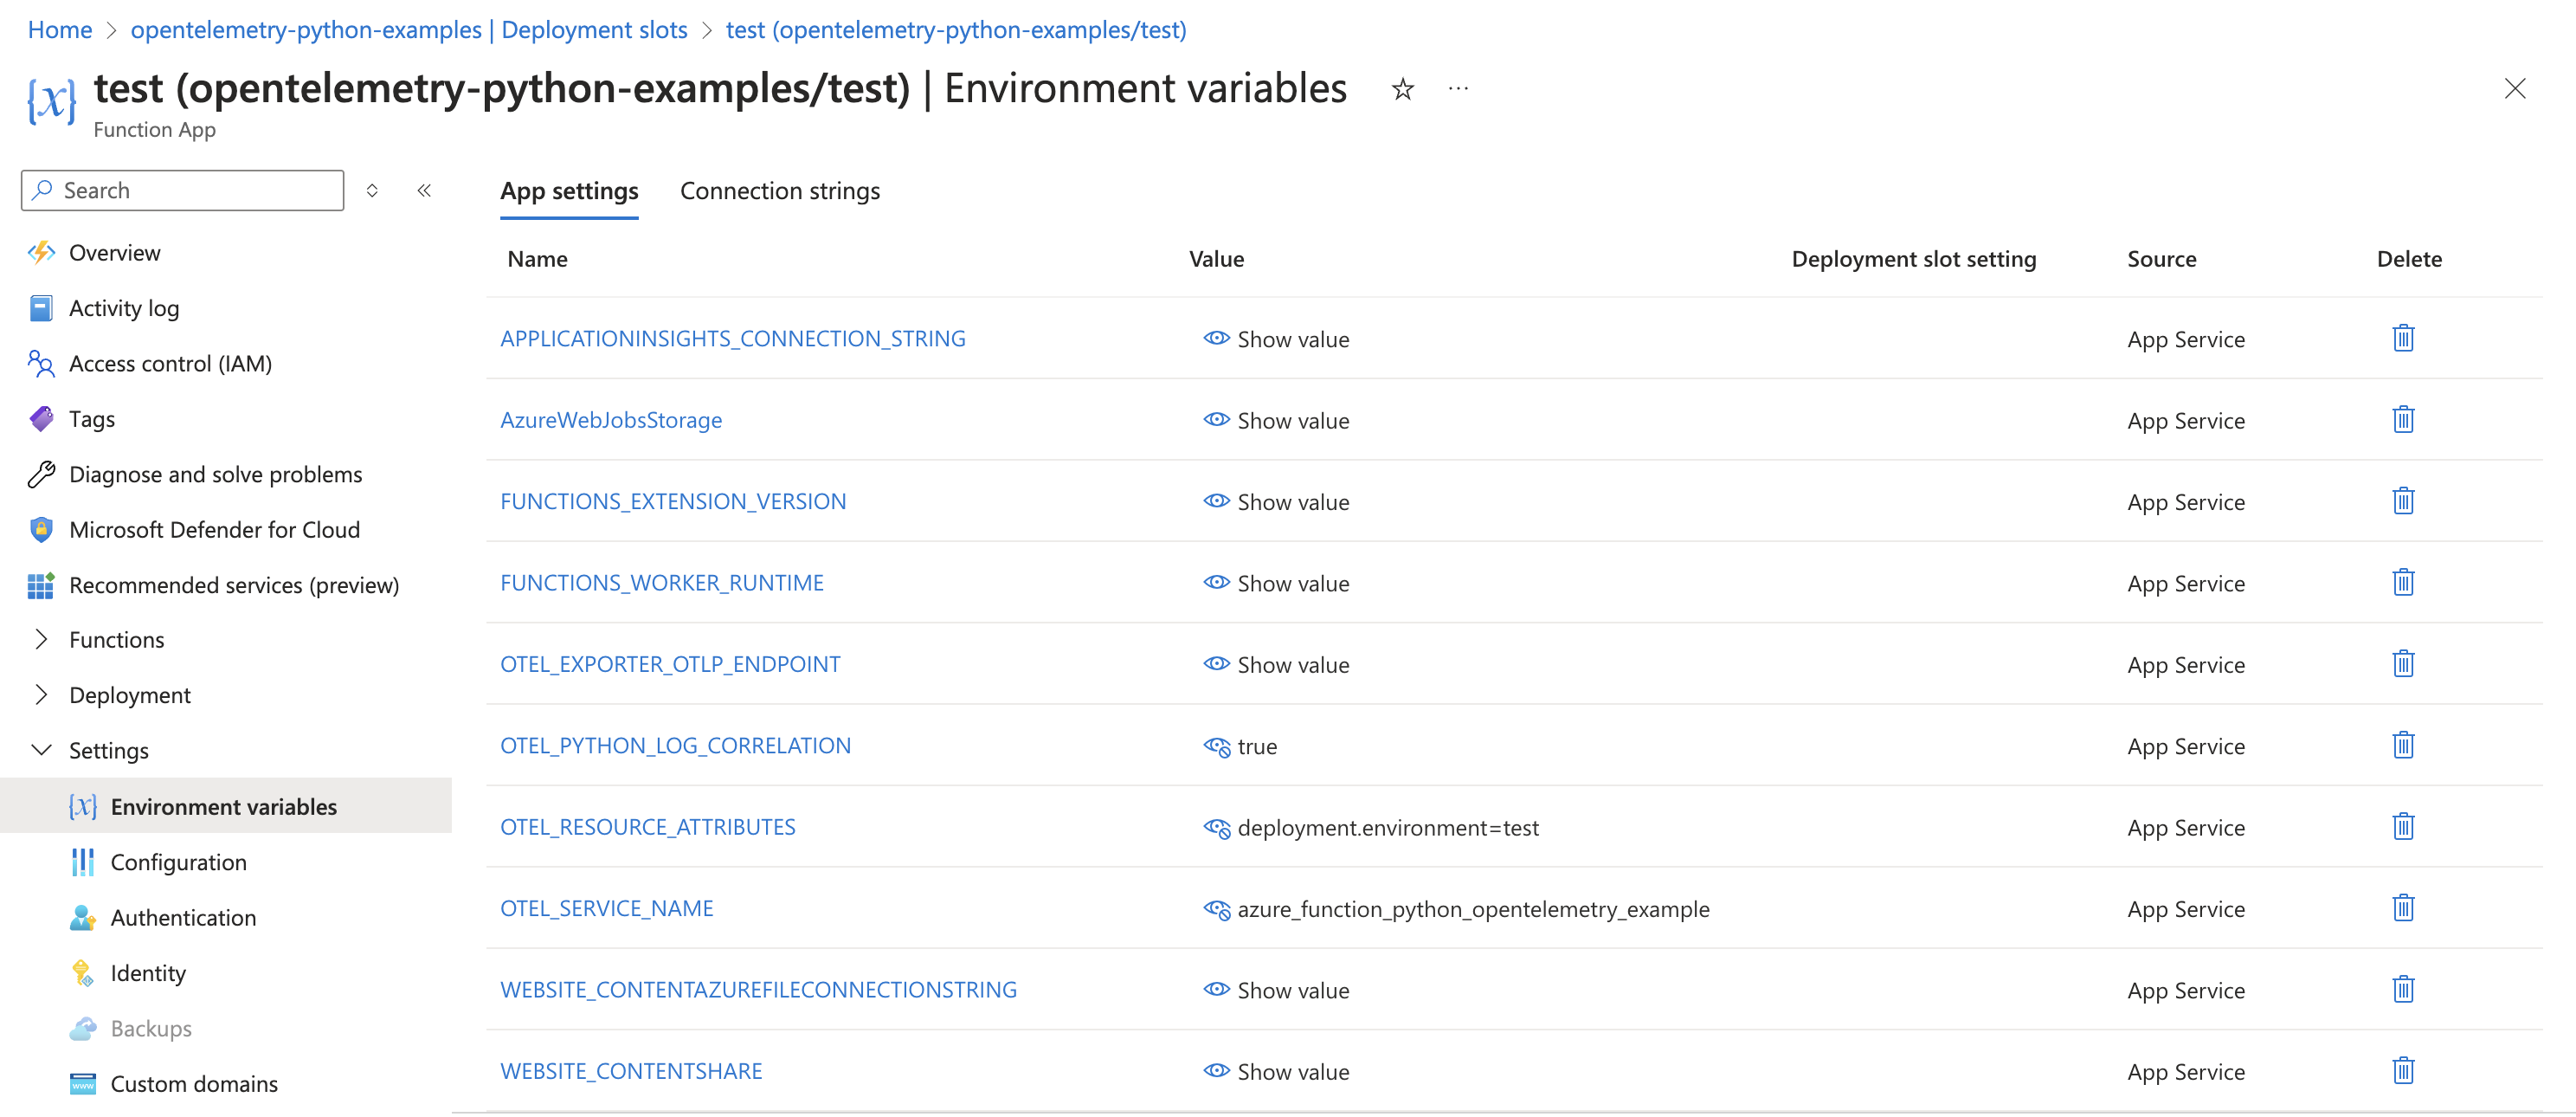 Home > opentelemetry-python-examples | Deployment slots > test (opentelemetry-python-examples/test)
test (opentelemetry-python-examples/test) | Environment variables
Function App
Search
Overview
Activity log
Access control (IAM)
Tags
Diagnose and solve problems
Microsoft Defender for Cloud
Recommended services (preview)
Functions
Deployment
Settings
Environment variables
Configuration
Authentication
Identity
Backups
Custom domains
App settings Connection strings
Name Value Deployment slot setting Source Delete
APPLICATIONINSIGHTS_CONNECTION_STRING Show value App Service
AzureWebJobsStorage Show value App Service
FUNCTIONS_EXTENSION_VERSION Show value App Service
FUNCTIONS_WORKER_RUNTIME Show value App Service
OTEL_EXPORTER_OTLP_ENDPOINT Show value App Service
OTEL_PYTHON_LOG_CORRELATION true App Service
OTEL_RESOURCE_ATTRIBUTES deployment.environment=test App Service
OTEL_SERVICE_NAME azure_function_python_opentelemetry_example App Service
WEBSITE_CONTENTAZUREFILECONNECTIONSTRING Show value App Service
WEBSITE_CONTENTSHARE Show value App Service